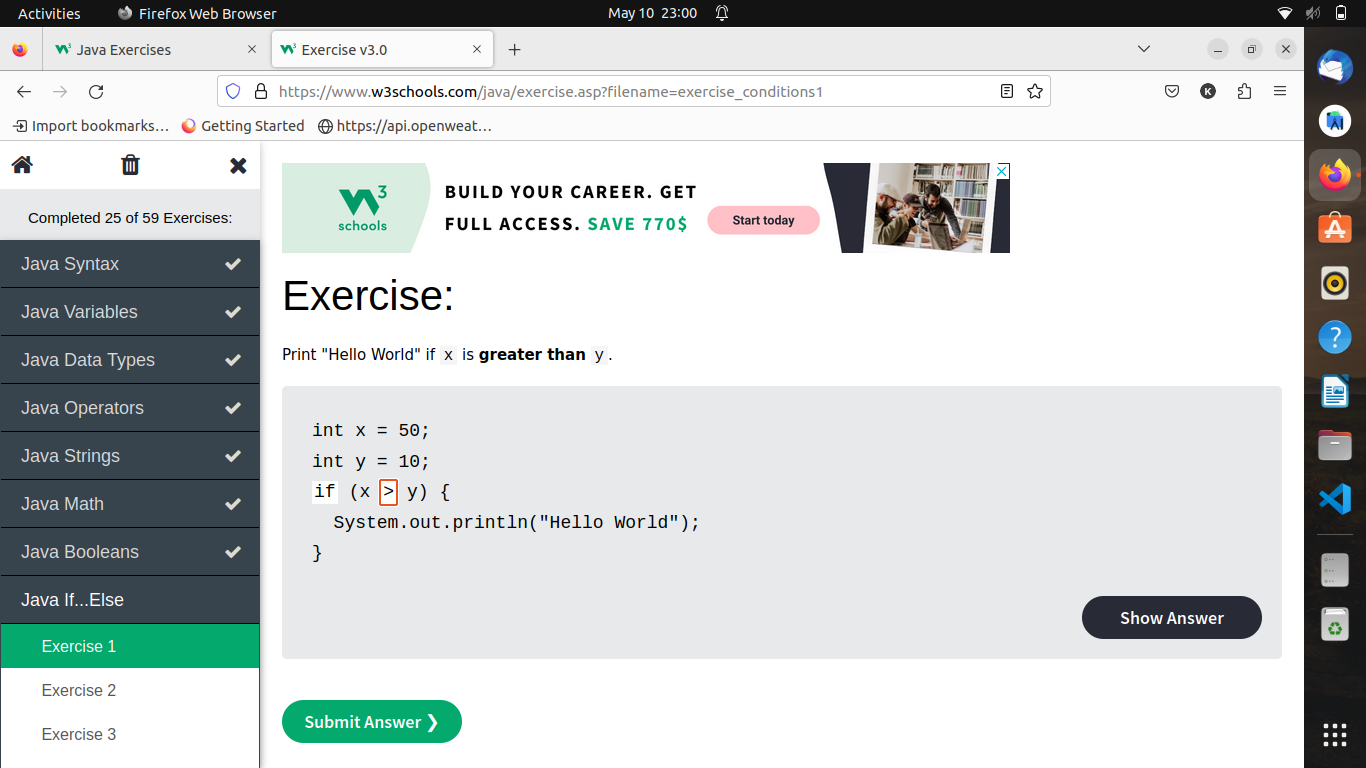 Activities
Firefox Web Browser
May 10 23:00
Java Exercises
Exercise v3.0
https://www.w3schools.com/java/exercise.asp?filename=exercise_conditions1
K
Import bookmarks…
Getting Started
https://api.openweat…
Completed 25 of 59 Exercises:
Java Syntax
Java Variables
Java Data Types
Java Operators
Java Strings
Java Math
Java Booleans
Java If...Else
Exercise 1
Exercise 2
Exercise 3
W3
schools
BUILD YOUR CAREER. GET
FULL ACCESS. SAVE 770$
Start today
Exercise:
Print "Hello World" if x is greater than y.
int x = 50;
int y = 10;
if (x > y) {
System.out.println("Hello World");
}
Show Answer
Submit Answer ❯